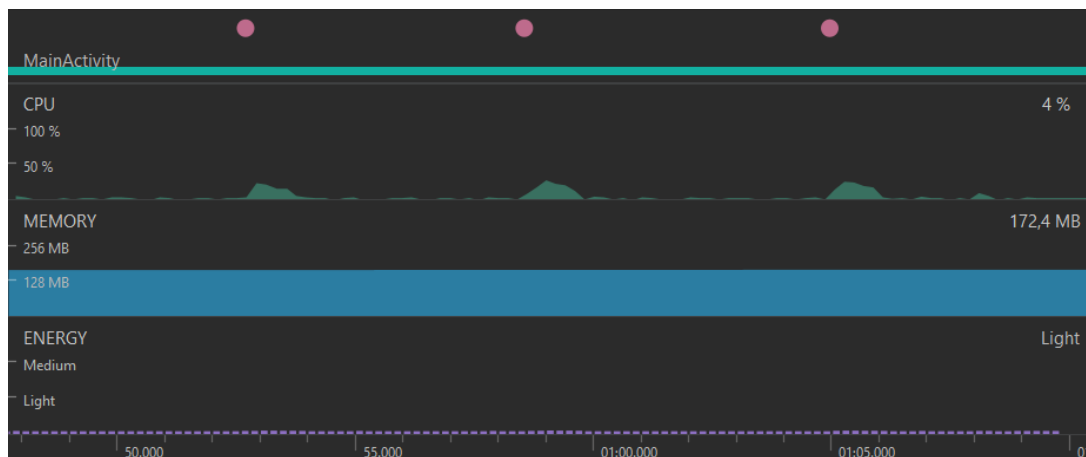 MainActivity
CPU
4 %
100 %
50 %
MEMORY
172,4 MB
256 MB
128 MB
ENERGY
Light
Medium
Light
50,000
55,000
01:00,000
01:05,000